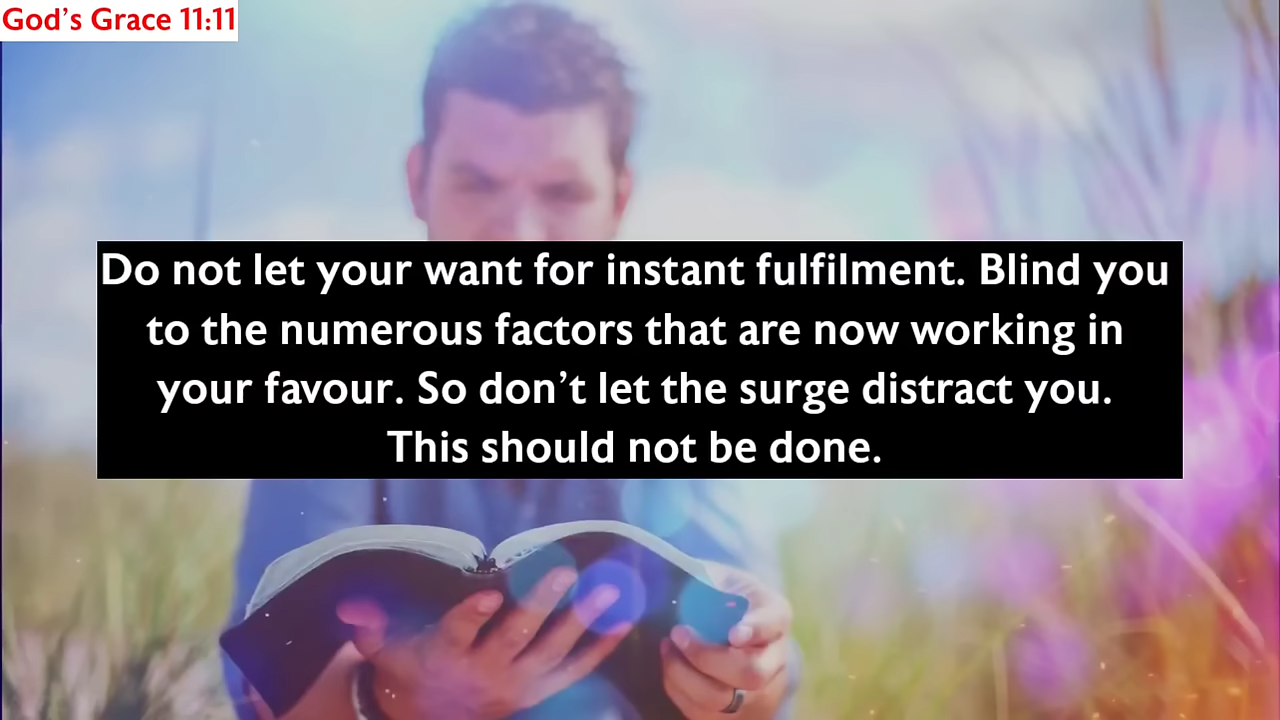 God’s Grace 11:11
Do not let your want for instant fulfilment. Blind you
to the numerous factors that are now working in
your favour. So don’t let the surge distract you.
This should not be done.